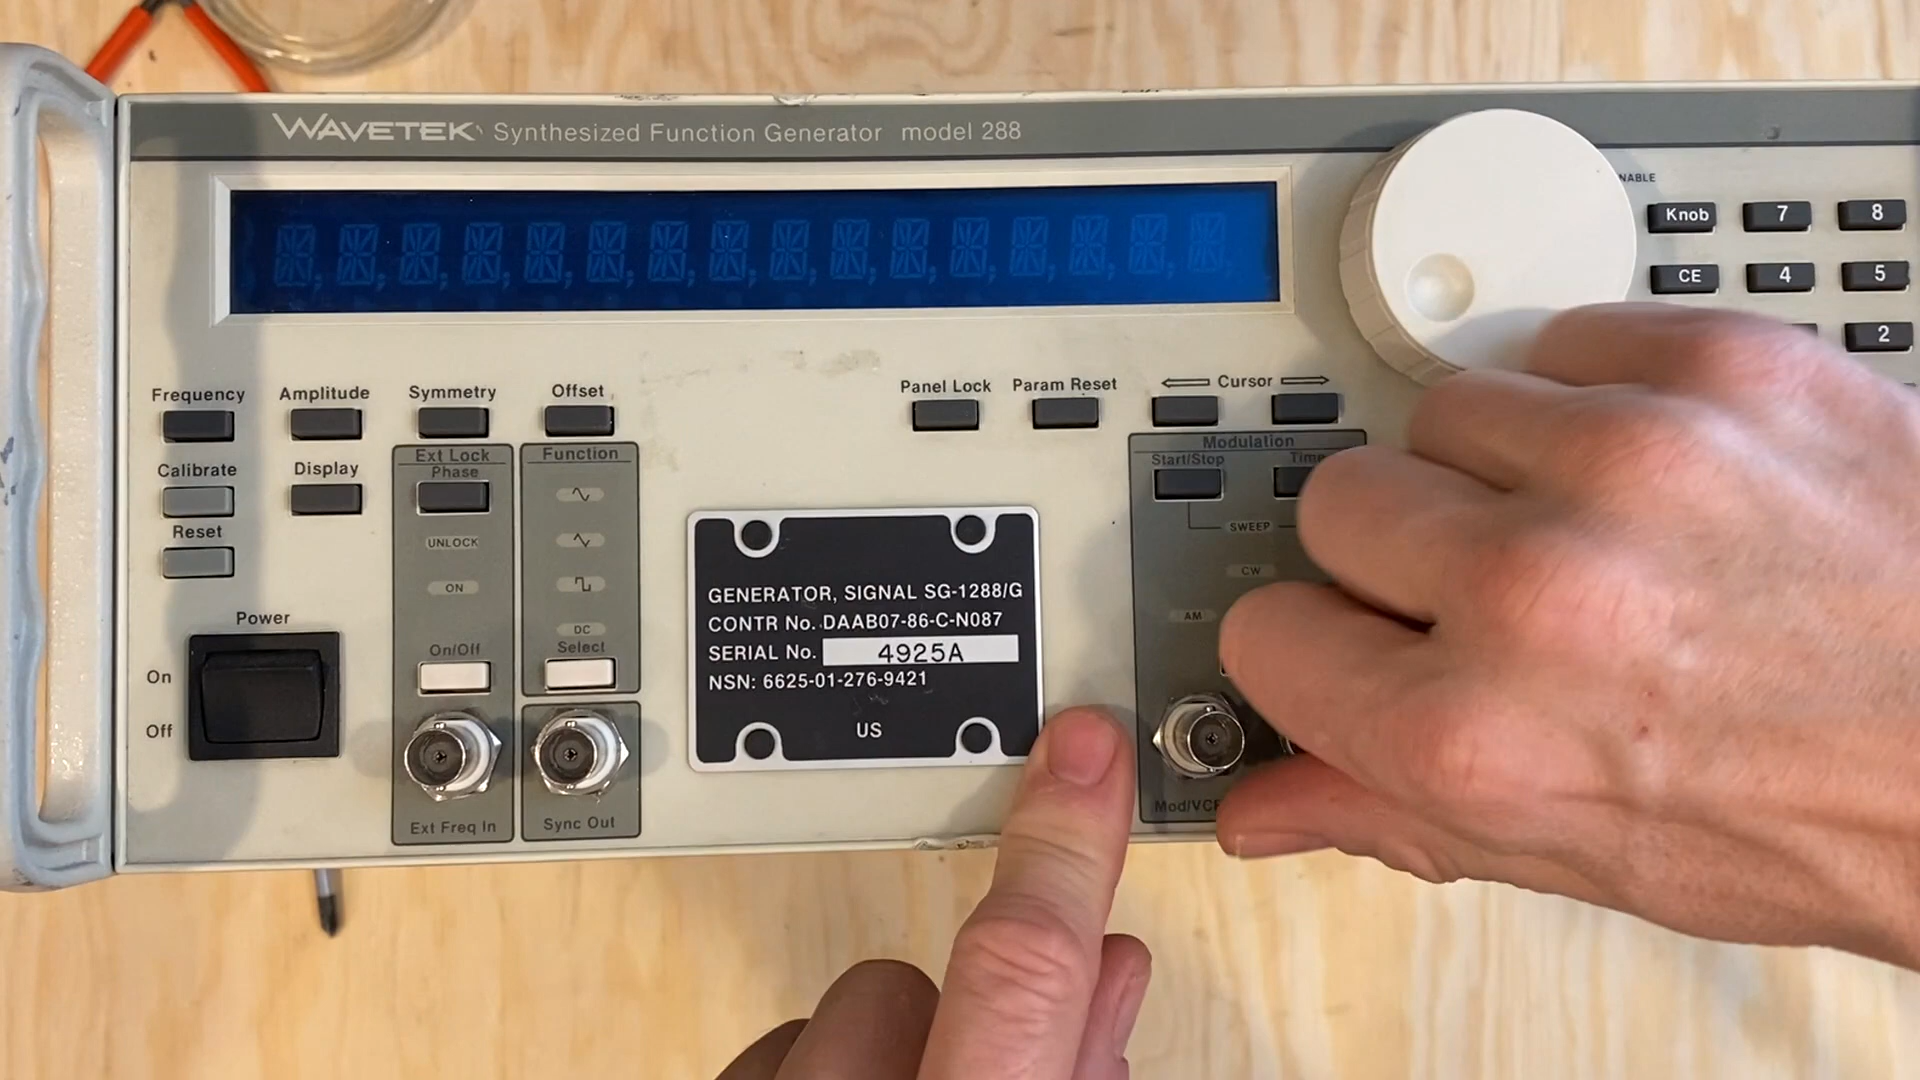 WAVETEK Synthesized Function Generator model 288
Knob 7 8
CE 4 5
2
Frequency Amplitude Symmetry Offset Panel Lock Param Reset Cursor
Calibrate Display Ext Lock Function Modulation
Phase Start/Stop
Reset UNLOCK SWEEP
ON CW
Power DC AM
On/Off Select
On
Off
GENERATOR, SIGNAL SG-1288/G
CONTR No. DAAB07-86-C-N087
SERIAL No. 4925A
NSN: 6625-01-276-9421
US
Ext Freq In Sync Out